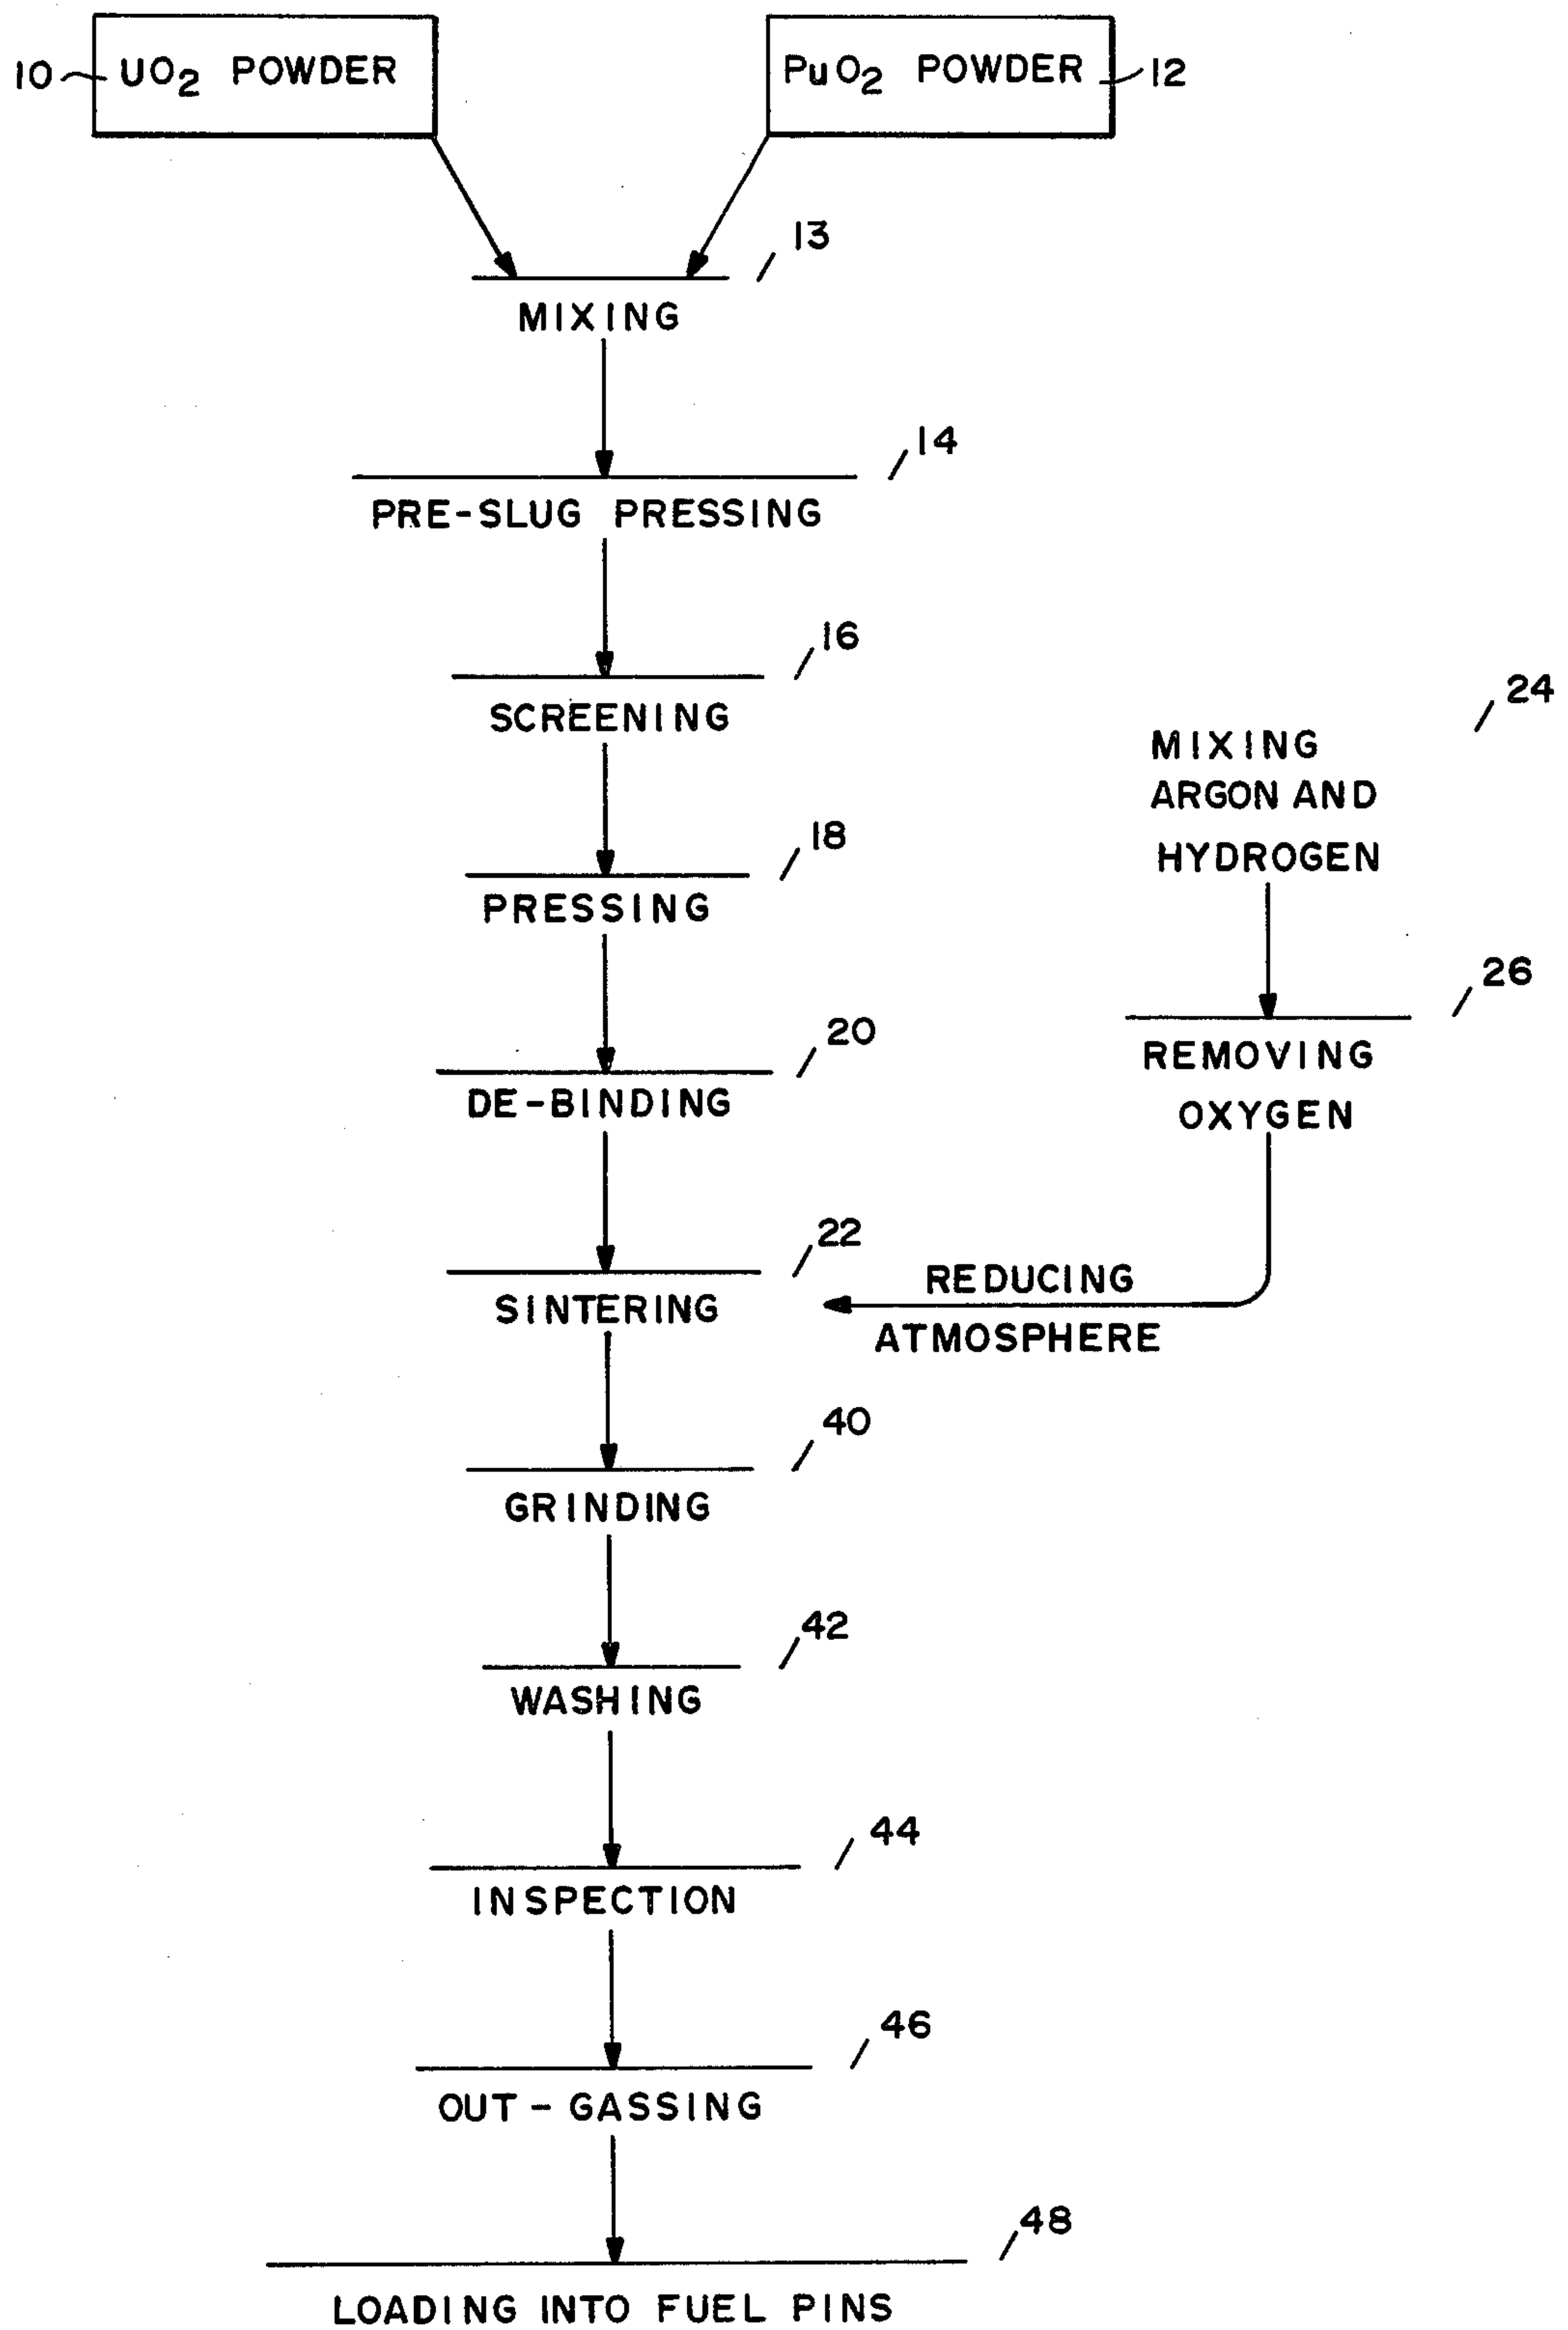 10 UO2 POWDER
PuO2 POWDER 12
13
MIXING
14
PRE-SLUG PRESSING
16
SCREENING
18
PRESSING
20
DE-BINDING
24
MIXING
ARGON AND
HYDROGEN
26
REMOVING
OXYGEN
22
SINTERING
REDUCING
ATMOSPHERE
40
GRINDING
42
WASHING
44
INSPECTION
46
OUT-GASSING
48
LOADING INTO FUEL PINS